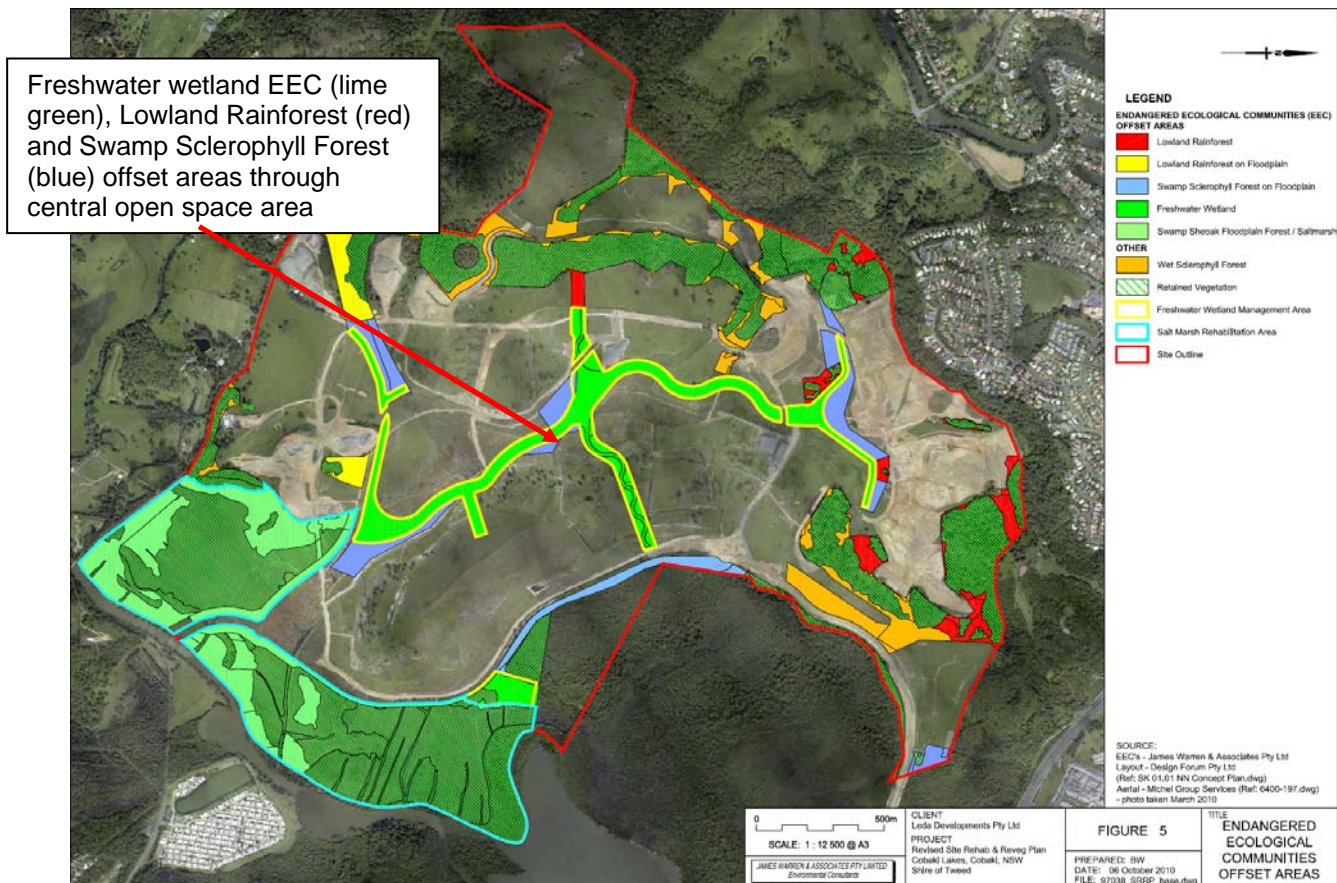 Freshwater wetland EEC (lime
green), Lowland Rainforest (red)
and Swamp Sclerophyll Forest
(blue) offset areas through
central open space area
LEGEND
ENDANGERED ECOLOGICAL COMMUNITIES (EEC)
OFFSET AREAS
Lowland Rainforest
Lowland Rainforest on Floodplain
Swamp Sclerophyll Forest on Floodplain
Freshwater Wetland
Swamp Sheoak Floodplain Forest / Saltmarsh
OTHER
Wet Sclerophyll Forest
Retained Vegetation
Freshwater Wetland Management Area
Salt Marsh Rehabilitation Area
Site Outline
SOURCE:
EEC's - James Warren & Associates Pty Ltd
Layout - Design Forum Pty Ltd
(Ref: SK 01.01 NN Concept Plan.dwg)
Aerial - Michel Group Services (Ref: 6400-197.dwg)
- photo taken March 2010
0 500m
SCALE: 1 : 12 500 @ A3
JAMES WARREN & ASSOCIATES PTY LIMITED
Environmental Consultants
CLIENT
Leda Developments Pty Ltd
PROJECT
Revised Site Rehab & Reveg Plan
Cobaki Lakes, Cobaki, NSW
Shire of Tweed
FIGURE 5
PREPARED: BW
DATE: 06 October 2010
FILE: 97038_SRRP_base.dwg
TITLE
ENDANGERED
ECOLOGICAL
COMMUNITIES
OFFSET AREAS